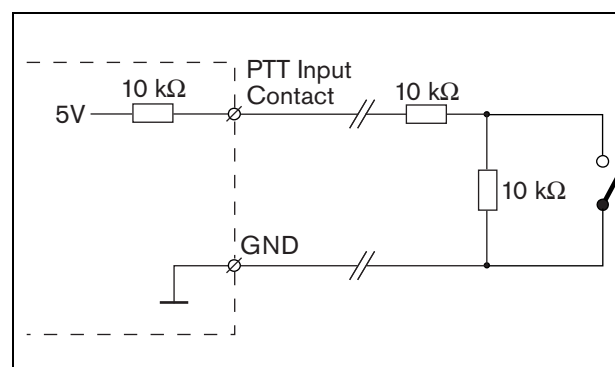 PTT Input
Contact
10 kΩ
10 kΩ
5V
10 kΩ
GND